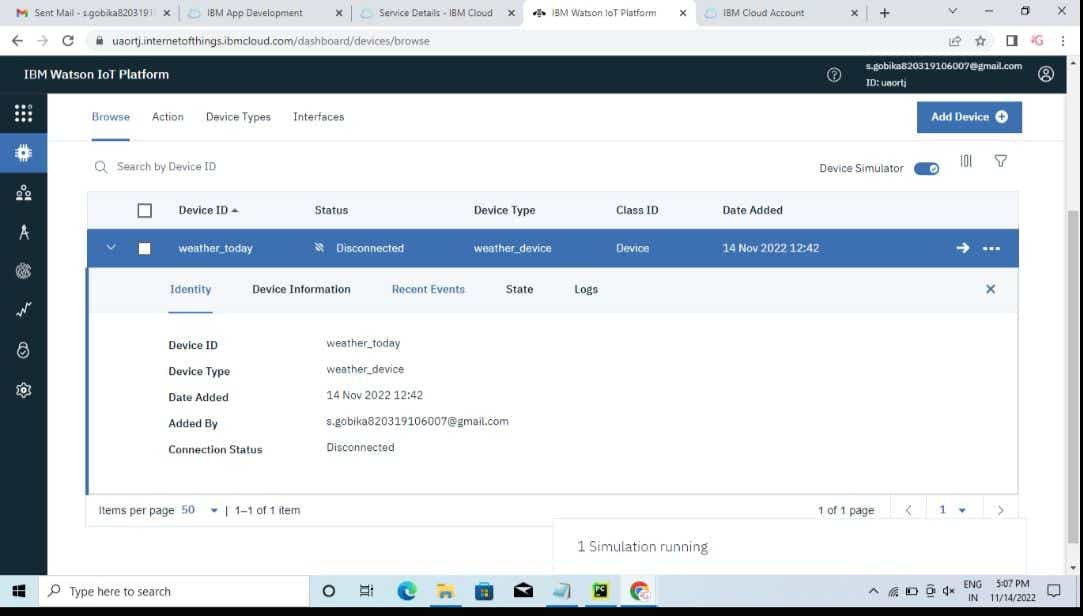 Sent Mail - s.gobika8203191
IBM App Development
Service Details - IBM Cloud
IBM Watson IoT Platform
IBM Cloud Account
uaortj.internetofthings.ibmcloud.com/dashboard/devices/browse
IBM Watson IoT Platform
s.gobika820319106007@gmail.com
ID: uaortj
Browse Action Device Types Interfaces
Add Device
Search by Device ID
Device Simulator
Device ID Status Device Type Class ID Date Added
weather_today Disconnected weather_device Device 14 Nov 2022 12:42
Identity Device Information Recent Events State Logs
Device ID weather_today
Device Type weather_device
Date Added 14 Nov 2022 12:42
Added By s.gobika820319106007@gmail.com
Connection Status Disconnected
Items per page 50 | 1–1 of 1 item
1 of 1 page 1
1 Simulation running
Type here to search
ENG
IN
5:07 PM
11/14/2022